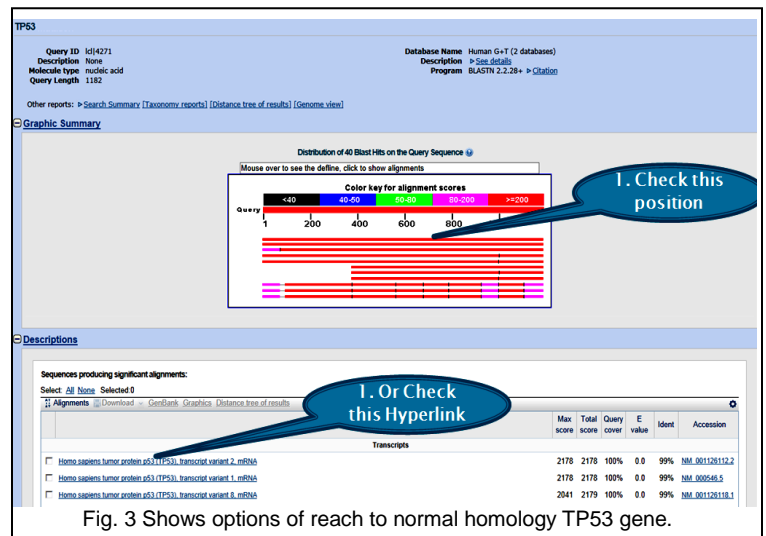 TP53
Query ID lcl|4271
Description None
Molecule type nucleic acid
Query Length 1182
Database Name Human G+T (2 databases)
Description See details
Program BLASTN 2.2.28+ Citation
Other reports: Search Summary [Taxonomy reports] [Distance tree of results] [Genome view]
Graphic Summary
Distribution of 40 Blast Hits on the Query Sequence
Mouse over to see the defline, click to show alignments
Color key for alignment scores
<40 40-50 50-80 80-200 >=200
Query
1 200 400 600 800
1. Check this
position
Descriptions
Sequences producing significant alignments:
Select: All None Selected:0
Alignments Download GenBank Graphics Distance tree of results
1. Or Check
this Hyperlink
Max score Total score Query cover E value Ident Accession
Transcripts
Homo sapiens tumor protein p53 (TP53), transcript variant 2, mRNA 2178 2178 100% 0.0 99% NM_001126112.2
Homo sapiens tumor protein p53 (TP53), transcript variant 1, mRNA 2178 2178 100% 0.0 99% NM_000546.5
Homo sapiens tumor protein p53 (TP53), transcript variant 8, mRNA 2041 2179 100% 0.0 99% NM_001126118.1
Fig. 3 Shows options of reach to normal homology TP53 gene.